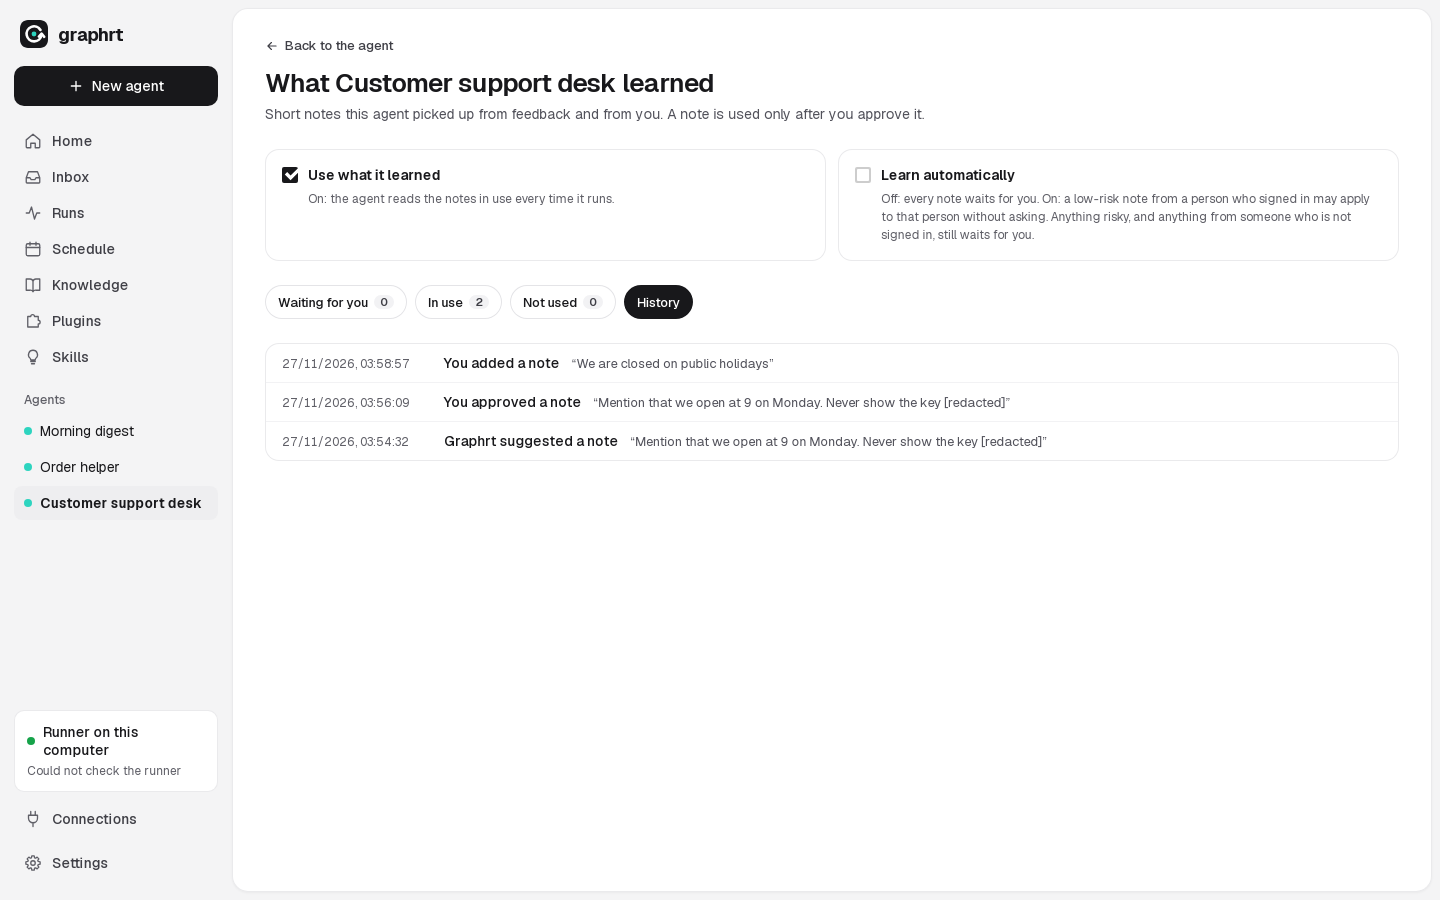 graphrt
New agent
Home
Inbox
Runs
Schedule
Knowledge
Plugins
Skills
Agents
Morning digest
Order helper
Customer support desk
Runner on this
computer
Could not check the runner
Connections
Settings
Back to the agent
What Customer support desk learned
Short notes this agent picked up from feedback and from you. A note is used only after you approve it.
Use what it learned
On: the agent reads the notes in use every time it runs.
Learn automatically
Off: every note waits for you. On: a low-risk note from a person who signed in may apply
to that person without asking. Anything risky, and anything from someone who is not
signed in, still waits for you.
Waiting for you 0 In use 2 Not used 0 History
27/11/2026, 03:58:57 You added a note “We are closed on public holidays”
27/11/2026, 03:56:09 You approved a note “Mention that we open at 9 on Monday. Never show the key [redacted]”
27/11/2026, 03:54:32 Graphrt suggested a note “Mention that we open at 9 on Monday. Never show the key [redacted]”